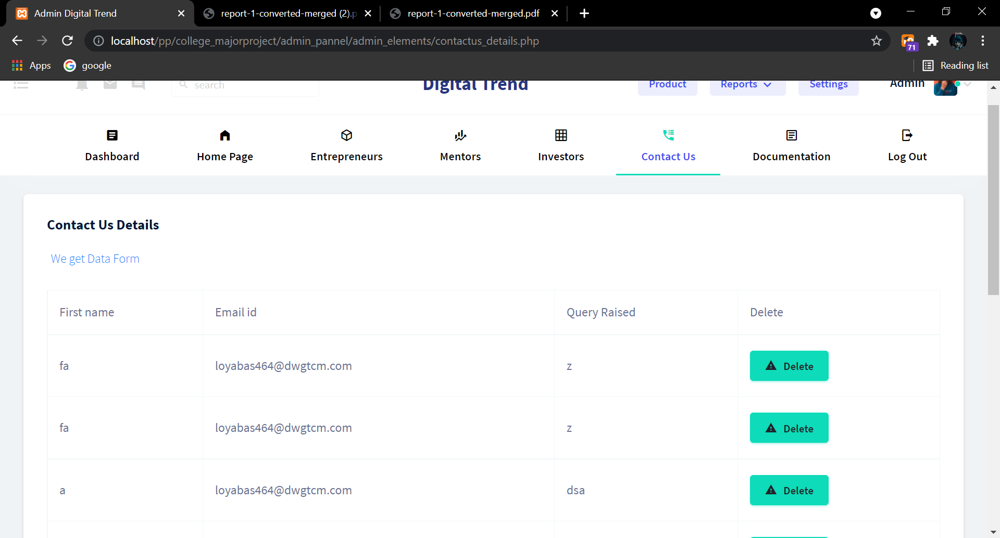 Admin Digital Trend
report-1-converted-merged (2).p
report-1-converted-merged.pdf
localhost/pp/college_majorproject/admin_pannel/admin_elements/contactus_details.php
71
Apps
google
Reading list
search
Digital Trend
Product
Reports
Settings
Admin
Dashboard
Home Page
Entrepreneurs
Mentors
Investors
Contact Us
Documentation
Log Out
Contact Us Details
We get Data Form
First name Email id Query Raised Delete
fa loyabas464@dwgtcm.com z Delete
fa loyabas464@dwgtcm.com z Delete
a loyabas464@dwgtcm.com dsa Delete